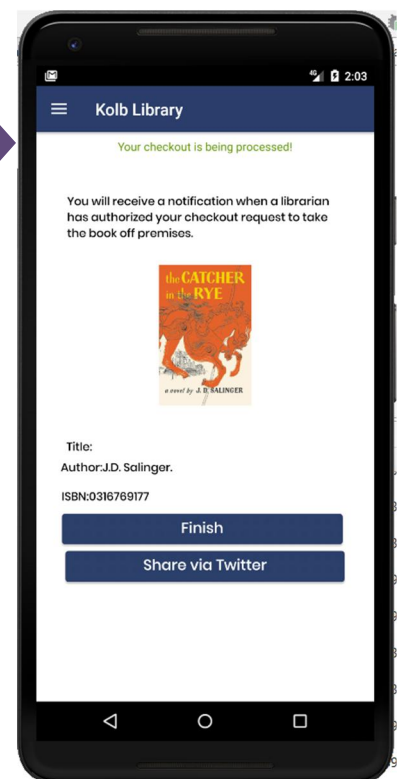 4G 2:03
Kolb Library
Your checkout is being processed!
You will receive a notification when a librarian
has authorized your checkout request to take
the book off premises.
the CATCHER
in the RYE
a novel by J. D. SALINGER
Title:
Author:J.D. Salinger.
ISBN:0316769177
Finish
Share via Twitter